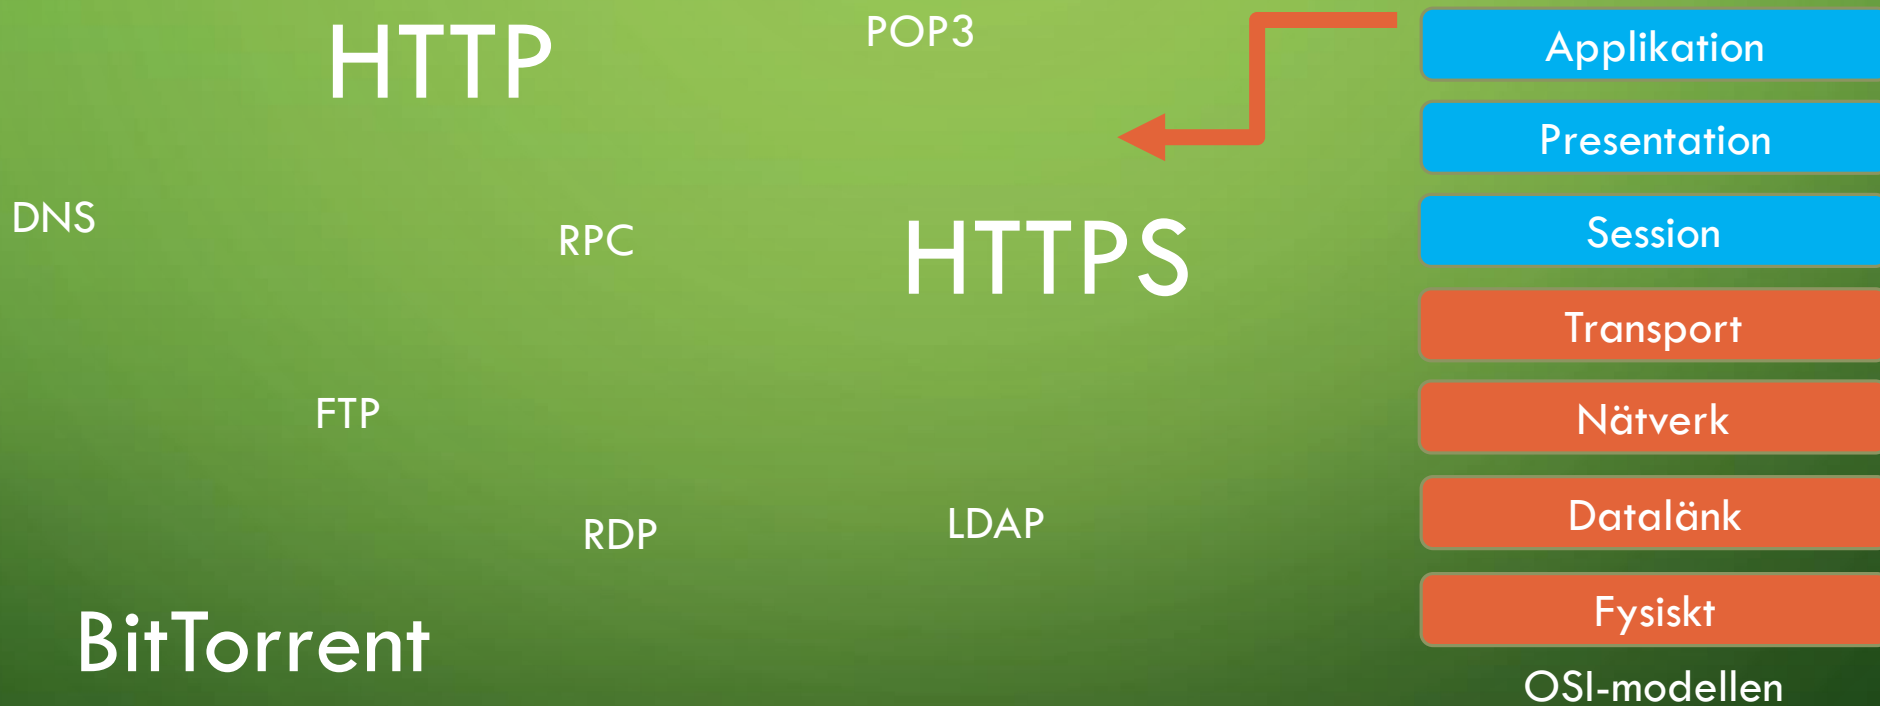 HTTP
POP3
DNS
RPC
HTTPS
FTP
RDP
LDAP
BitTorrent
Applikation
Presentation
Session
Transport
Nätverk
Datalänk
Fysiskt
OSI-modellen